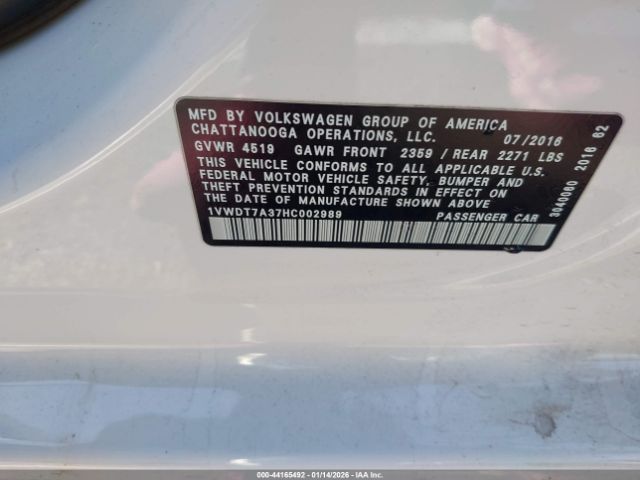 MFD BY VOLKSWAGEN GROUP OF AMERICA
CHATTANOOGA OPERATIONS, LLC. 07/2016
GVWR 4519 GAWR FRONT 2359 / REAR 2271 LBS
THIS VEHICLE CONFORMS TO ALL APPLICABLE U.S.
FEDERAL MOTOR VEHICLE SAFETY, BUMPER AND
THEFT PREVENTION STANDARDS IN EFFECT ON
THE DATE OF MANUFACTURE SHOWN ABOVE
1VWDT7A37HC002989 PASSENGER CAR
3040080 2016 62
000-44165492 - 01/14/2026 - IAA Inc.